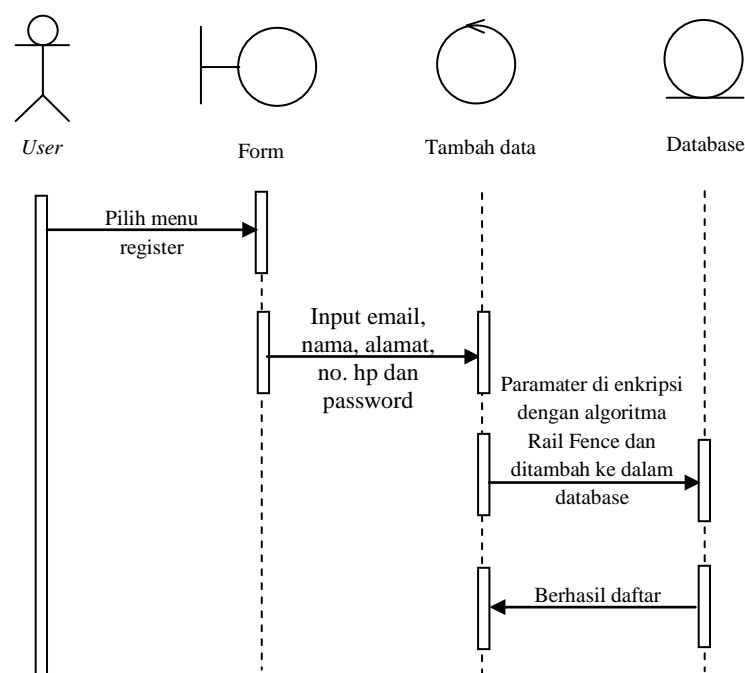 User
Form
Tambah data
Database
Pilih menu
register
Input email,
nama, alamat,
no. hp dan
password
Paramater di enkripsi
dengan algoritma
Rail Fence dan
ditambah ke dalam
database
Berhasil daftar